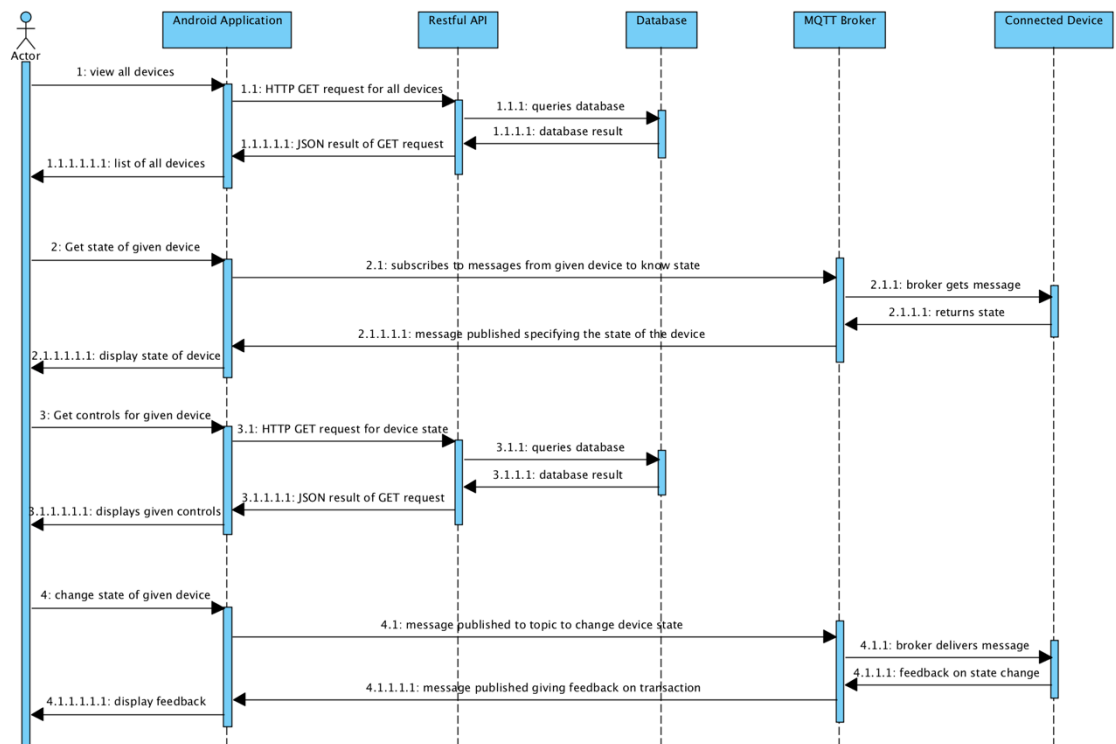 Android Application
Restful API
Database
MQTT Broker
Connected Device
Actor
1: view all devices
1.1: HTTP GET request for all devices
1.1.1: queries database
1.1.1.1: database result
1.1.1.1.1: JSON result of GET request
1.1.1.1.1.1: list of all devices
2: Get state of given device
2.1: subscribes to messages from given device to know state
2.1.1: broker gets message
2.1.1.1: returns state
2.1.1.1.1: message published specifying the state of the device
2.1.1.1.1.1: display state of device
3: Get controls for given device
3.1: HTTP GET request for device state
3.1.1: queries database
3.1.1.1: database result
3.1.1.1.1: JSON result of GET request
3.1.1.1.1.1: displays given controls
4: change state of given device
4.1: message published to topic to change device state
4.1.1: broker delivers message
4.1.1.1: feedback on state change
4.1.1.1.1: message published giving feedback on transaction
4.1.1.1.1.1: display feedback